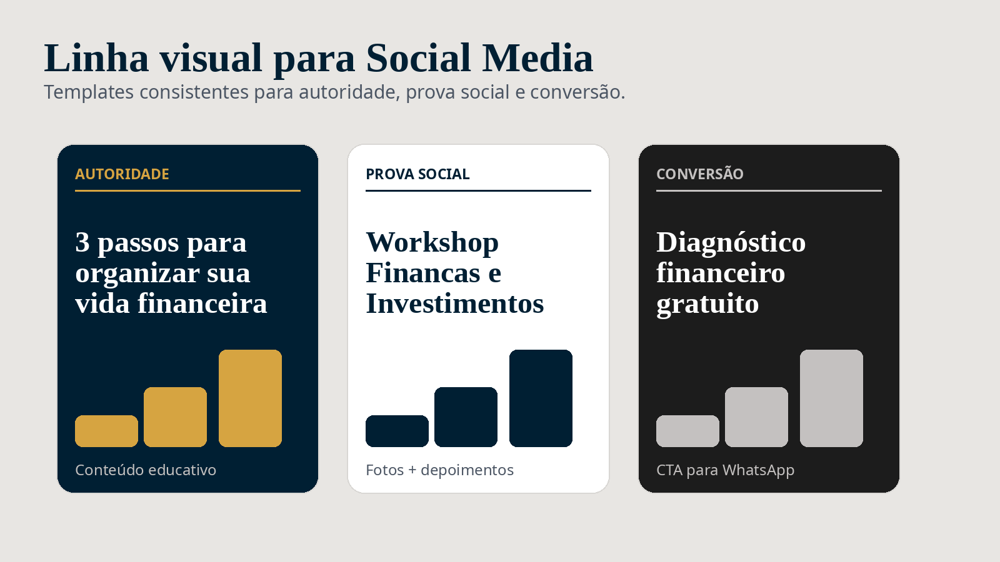 Linha visual para Social Media
Templates consistentes para autoridade, prova social e conversão.
AUTORIDADE
3 passos para
organizar sua
vida financeira
Conteúdo educativo
PROVA SOCIAL
Workshop
Financas e
Investimentos
Fotos + depoimentos
CONVERSÃO
Diagnóstico
financeiro
gratuito
CTA para WhatsApp